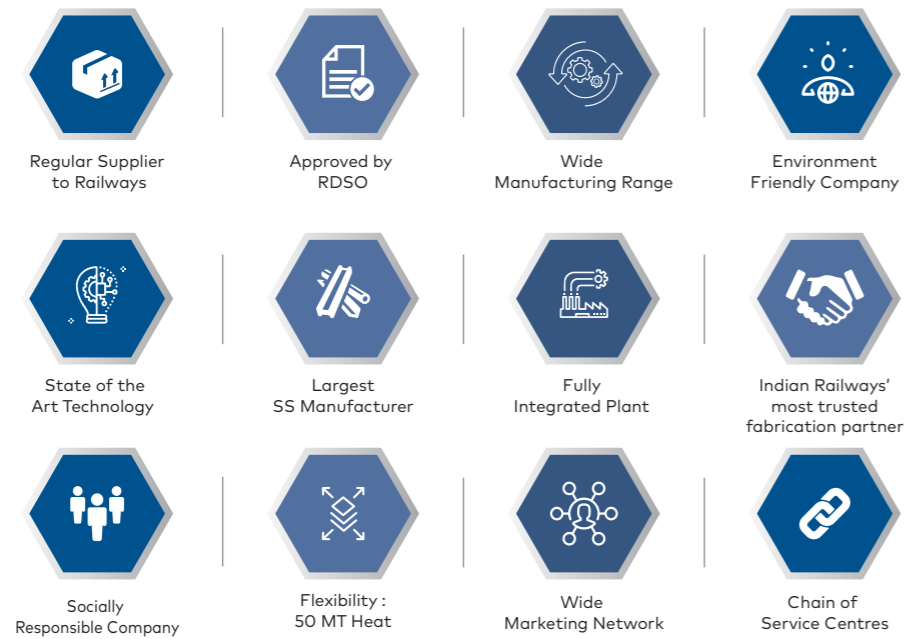 Regular Supplier
to Railways
Approved by
RDSO
Wide
Manufacturing Range
Environment
Friendly Company
State of the
Art Technology
Largest
SS Manufacturer
Fully
Integrated Plant
Indian Railways’
most trusted
fabrication partner
Socially
Responsible Company
Flexibility :
50 MT Heat
Wide
Marketing Network
Chain of
Service Centres